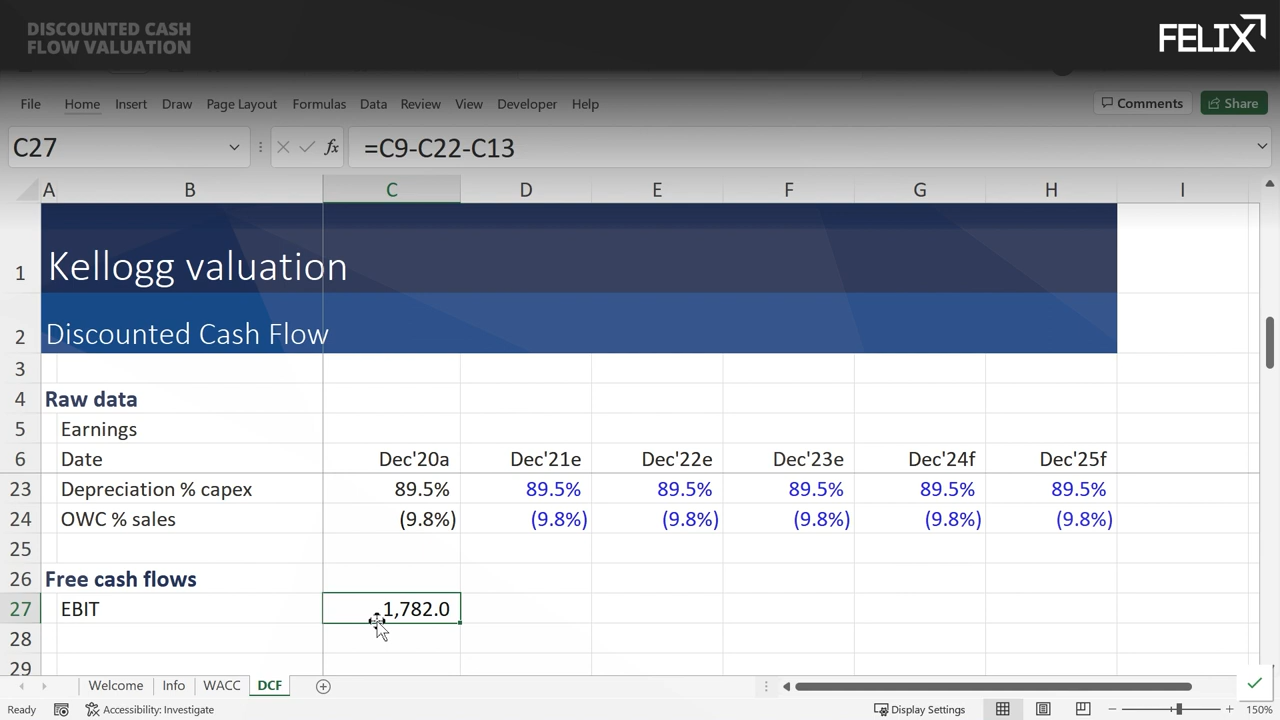 DISCOUNTED CASH
FLOW VALUATION
FELIX
File Home Insert Draw Page Layout Formulas Data Review View Developer Help Comments Share
C27 fx =C9-C22-C13
A B C D E F G H I
1 Kellogg valuation
2 Discounted Cash Flow
3
4 Raw data
5 Earnings
6 Date Dec'20a Dec'21e Dec'22e Dec'23e Dec'24f Dec'25f
23 Depreciation % capex 89.5% 89.5% 89.5% 89.5% 89.5% 89.5%
24 OWC % sales (9.8%) (9.8%) (9.8%) (9.8%) (9.8%) (9.8%)
25
26 Free cash flows
27 EBIT 1,782.0
28
29
Welcome Info WACC DCF
Ready Accessibility: Investigate Display Settings 150%